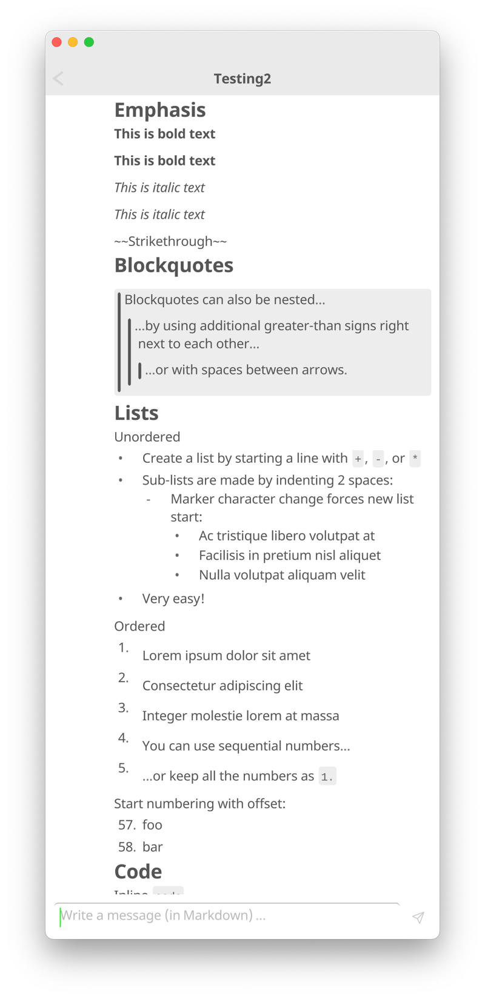 Testing2
Emphasis
This is bold text
This is bold text
This is italic text
This is italic text
~~Strikethrough~~
Blockquotes
Blockquotes can also be nested...
...by using additional greater-than signs right
next to each other...
...or with spaces between arrows.
Lists
Unordered
• Create a list by starting a line with +, -, or *
• Sub-lists are made by indenting 2 spaces:
- Marker character change forces new list
start:
• Ac tristique libero volutpat at
• Facilisis in pretium nisl aliquet
• Nulla volutpat aliquam velit
• Very easy!
Ordered
1. Lorem ipsum dolor sit amet
2. Consectetur adipiscing elit
3. Integer molestie lorem at massa
4. You can use sequential numbers...
5. ...or keep all the numbers as 1.
Start numbering with offset:
57. foo
58. bar
Code
Inline code
Write a message (in Markdown) ...